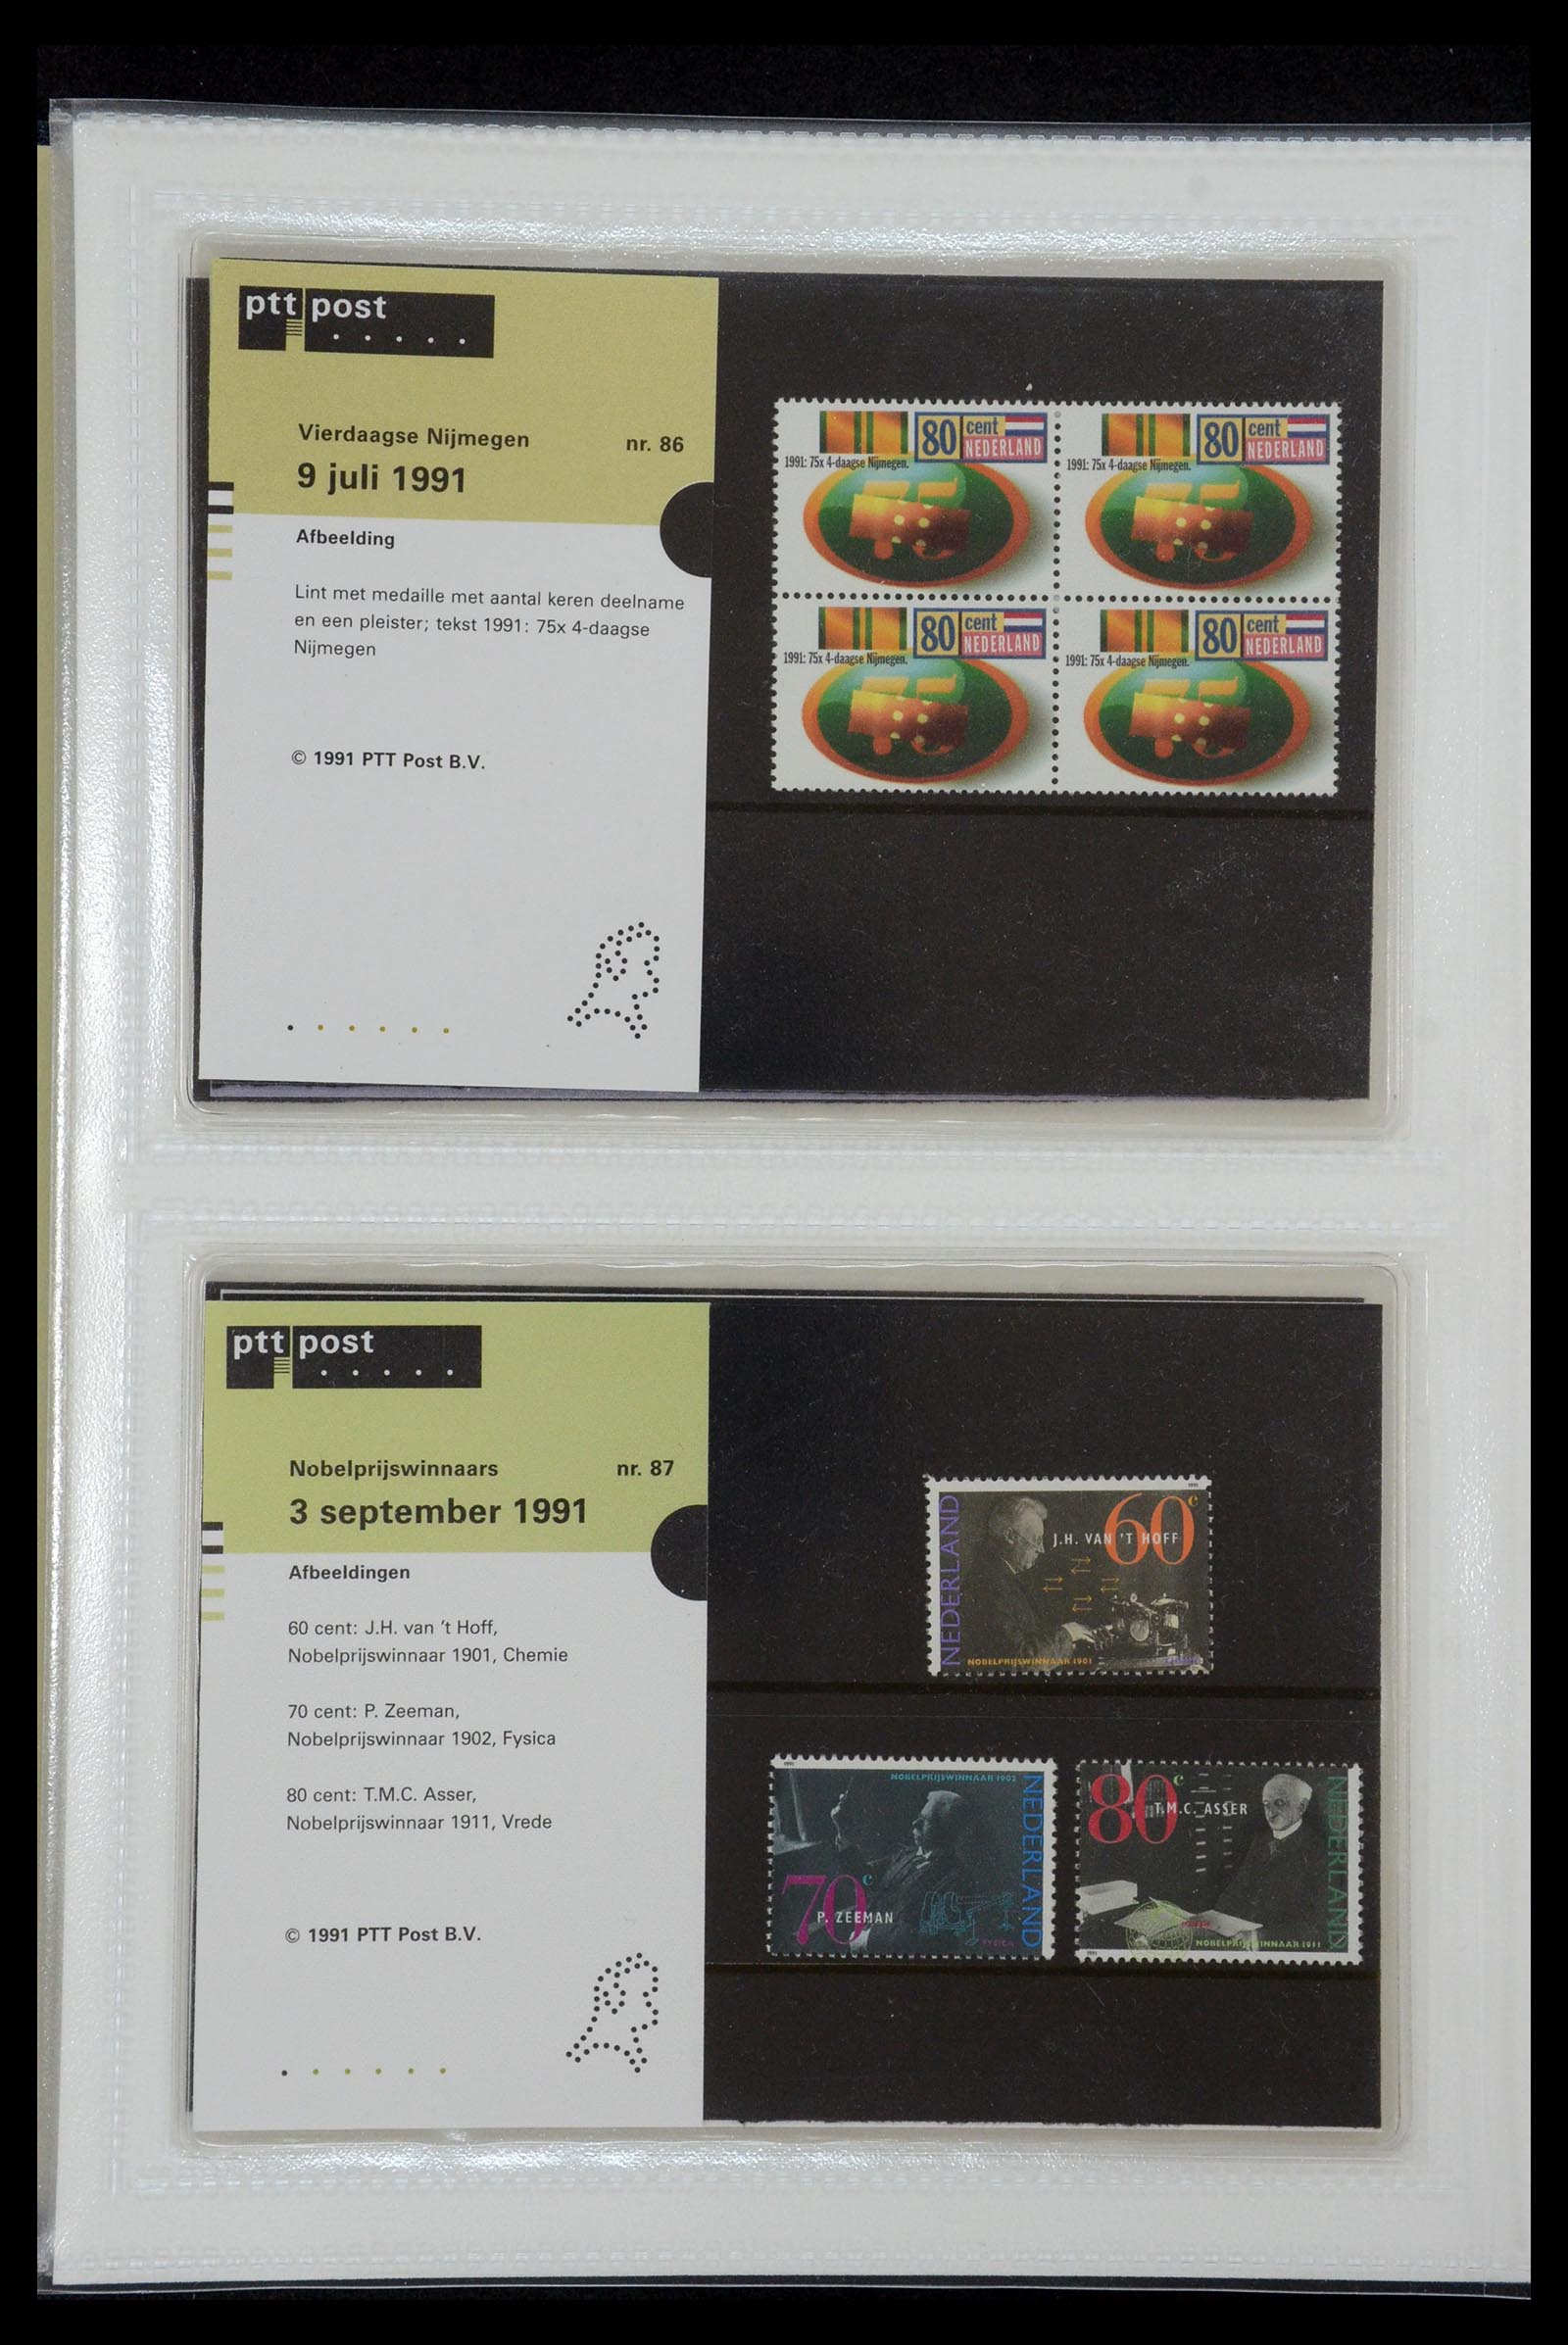 ptt post
Vierdaagse Nijmegen nr. 86
9 juli 1991
Afbeelding
Lint met medaille met aantal keren deelname
en een pleister; tekst 1991: 75x 4-daagse
Nijmegen
© 1991 PTT Post B.V.
80 cent NEDERLAND
1991: 75x 4-daagse Nijmegen.
80 cent NEDERLAND
1991: 75x 4-daagse Nijmegen.
80 cent NEDERLAND
1991: 75x 4-daagse Nijmegen.
80 cent NEDERLAND
1991: 75x 4-daagse Nijmegen.
ptt post
Nobelprijswinnaars nr. 87
3 september 1991
Afbeeldingen
60 cent: J.H. van 't Hoff,
Nobelprijswinnaar 1901, Chemie
70 cent: P. Zeeman,
Nobelprijswinnaar 1902, Fysica
80 cent: T.M.C. Asser,
Nobelprijswinnaar 1911, Vrede
© 1991 PTT Post B.V.
1991
NEDERLAND
60c
J.H. VAN 'T HOFF
NOBELPRIJSWINNAAR 1901
1991
NOBELPRIJSWINNAAR 1902
NEDERLAND
70c
P. ZEEMAN
FYSICA
80c
T.M.C. ASSER
NEDERLAND
NOBELPRIJSWINNAAR 1911
1991